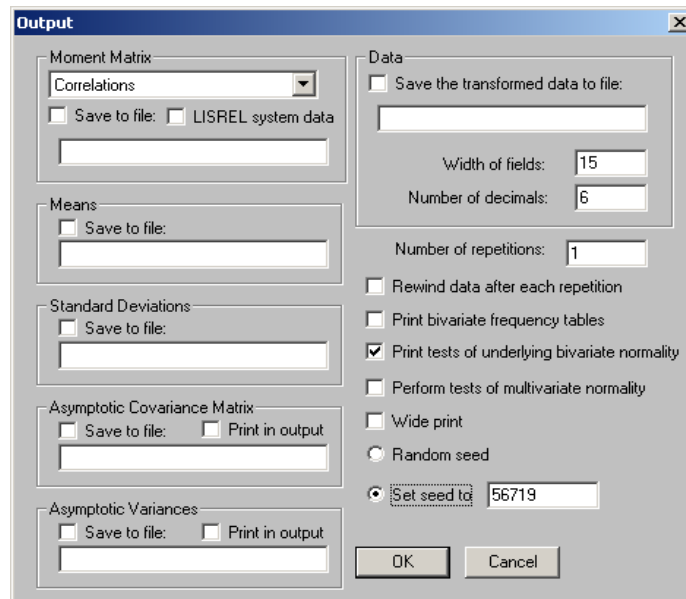 Output
Moment Matrix
Correlations
Save to file: LISREL system data
Means
Save to file:
Standard Deviations
Save to file:
Asymptotic Covariance Matrix
Save to file: Print in output
Asymptotic Variances
Save to file: Print in output
Data
Save the transformed data to file:
Width of fields: 15
Number of decimals: 6
Number of repetitions: 1
Rewind data after each repetition
Print bivariate frequency tables
Print tests of underlying bivariate normality
Perform tests of multivariate normality
Wide print
Random seed
Set seed to 56719
OK Cancel